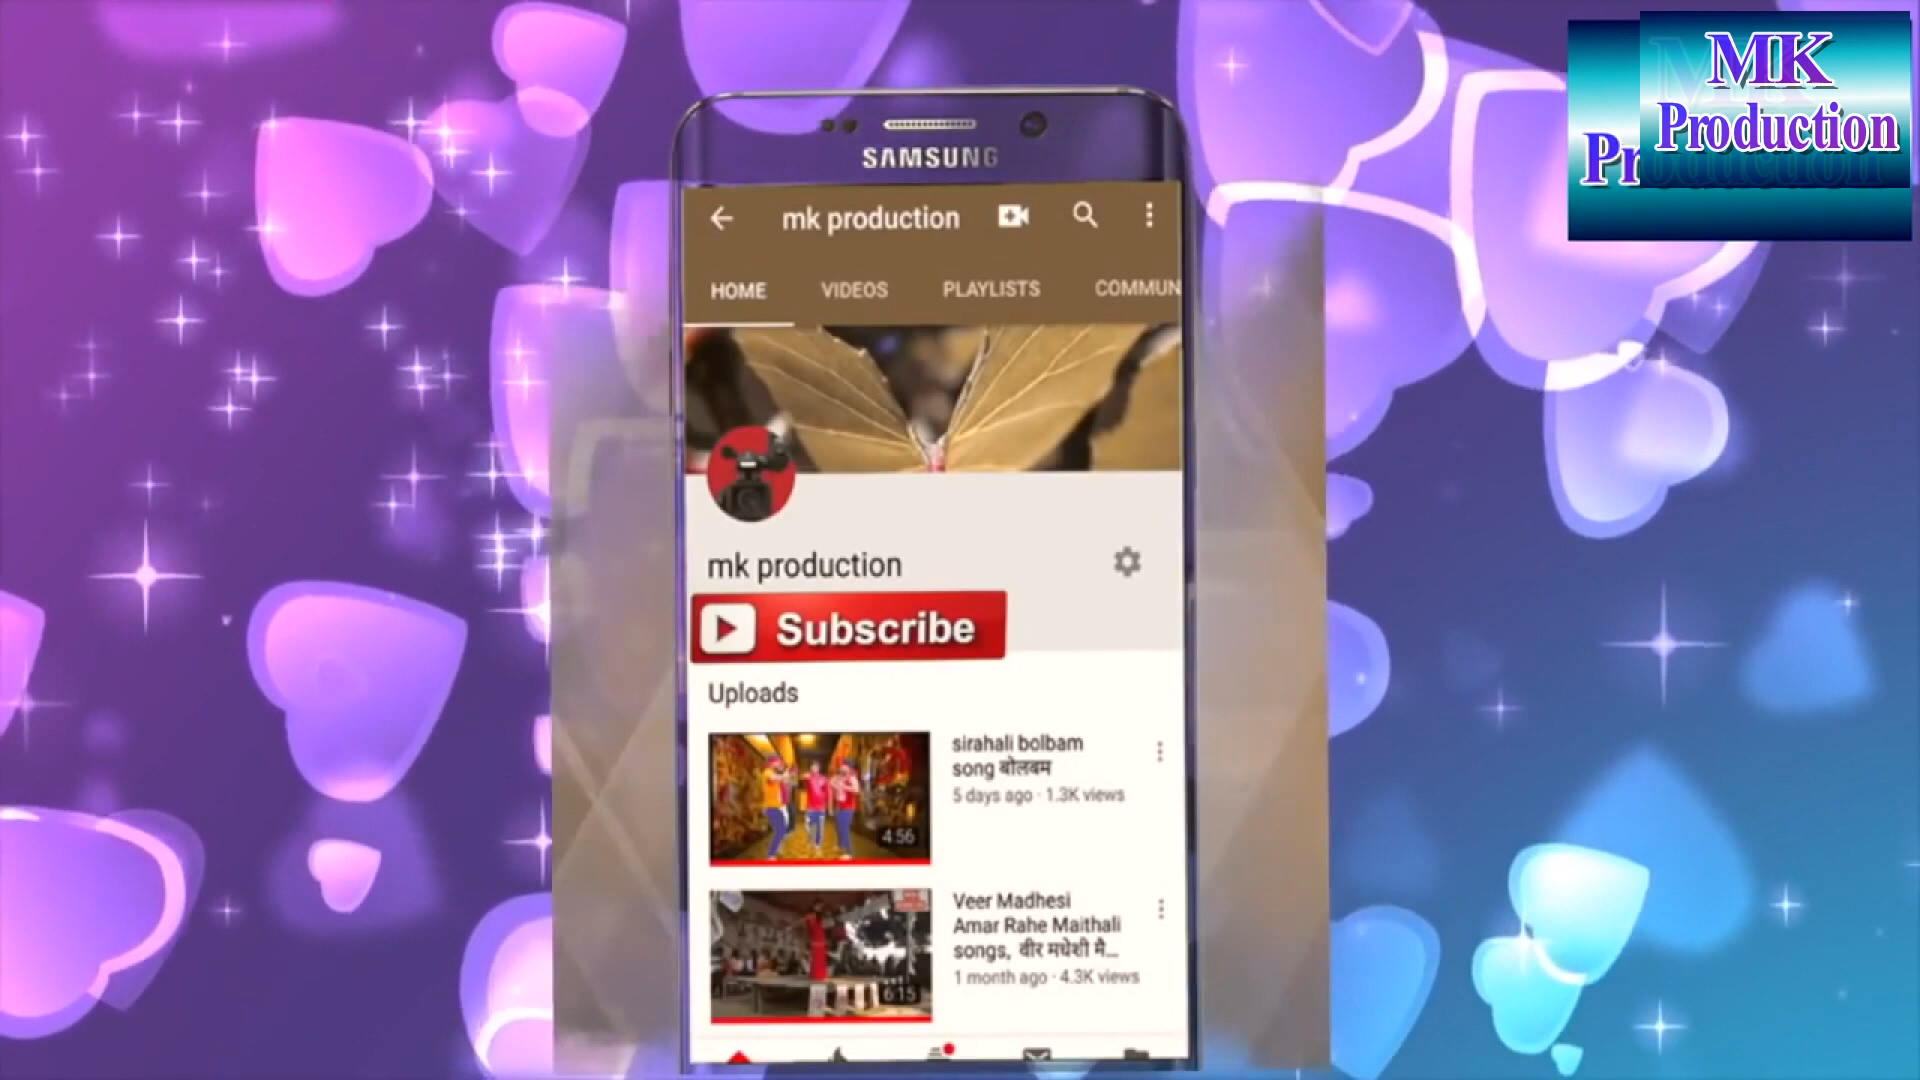 MK
Production
Pr
SAMSUNG
mk production
HOME VIDEOS PLAYLISTS COMMUN
mk production
Subscribe
Uploads
sirahali bolbam
song बोलबम
5 days ago · 1.3K views
4:56
Veer Madhesi
Amar Rahe Maithali
songs, वीर मधेशी मै...
1 month ago · 4.3K views
6:15